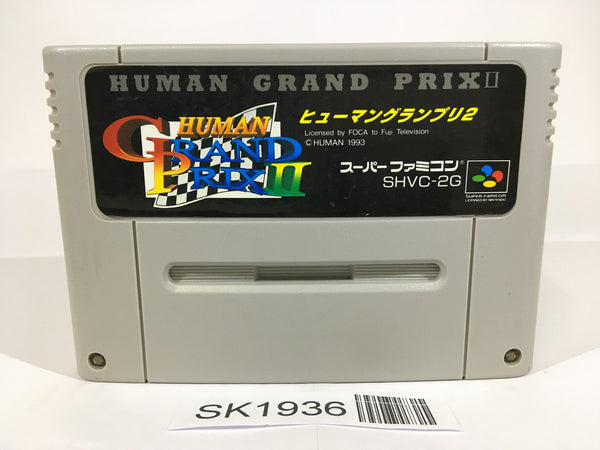 HUMAN GRAND PRIX II
HUMAN
GRAND
PRIX II
ヒューマングランプリ2
Licensed by FOCA to Fuji Television
© HUMAN 1993
スーパーファミコン®
SHVC-2G
SUPER FAMICOM
LICENSED BY NINTENDO
SK1936